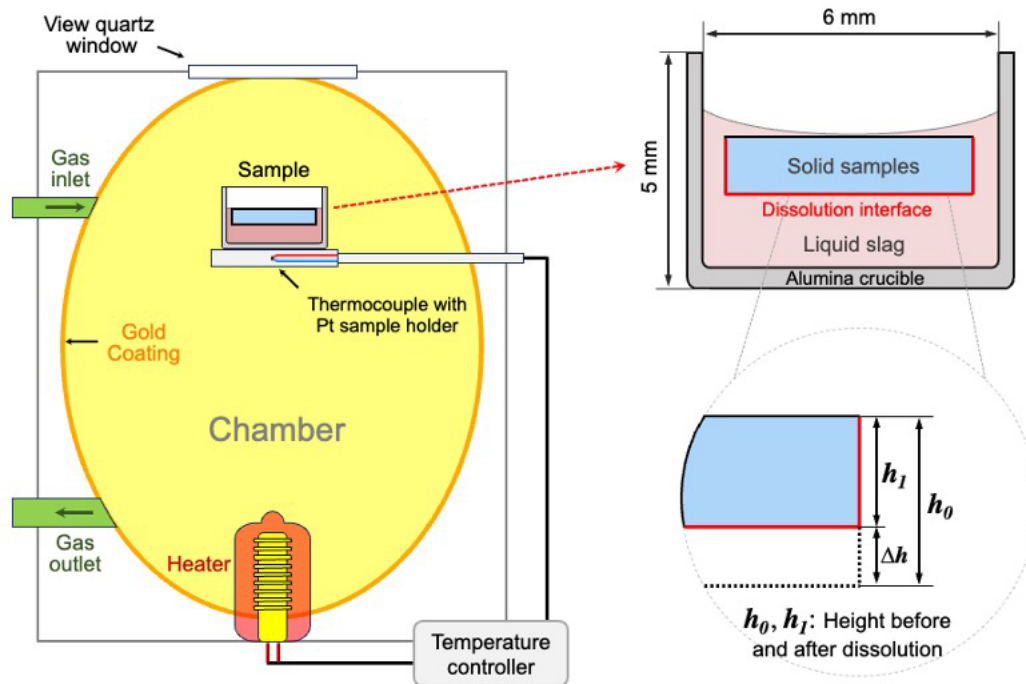 View quartz
window
Gas
inlet
Sample
Thermocouple with
Pt sample holder
Gold
Coating
Chamber
Gas
outlet
Heater
Temperature
controller
6 mm
5 mm
Solid samples
Dissolution interface
Liquid slag
Alumina crucible
h₁
h₀
Δh
h₀, h₁: Height before
and after dissolution